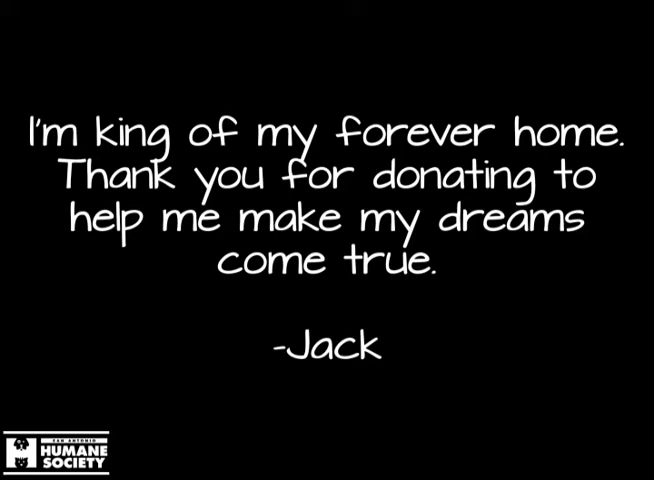 I'm king of my forever home.
Thank you for donating to
help me make my dreams
come true.
-Jack
SAN ANTONIO
HUMANE
SOCIETY